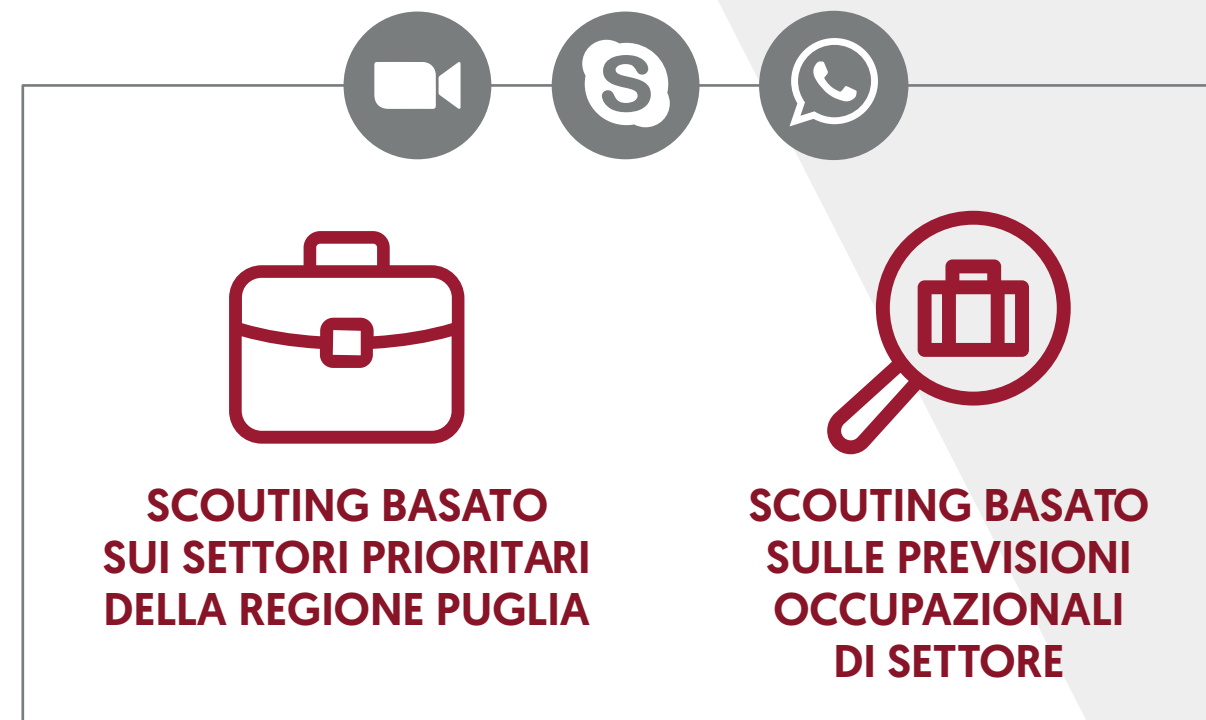 SCOUTING BASATO
SUI SETTORI PRIORITARI
DELLA REGIONE PUGLIA
SCOUTING BASATO
SULLE PREVISIONI
OCCUPAZIONALI
DI SETTORE